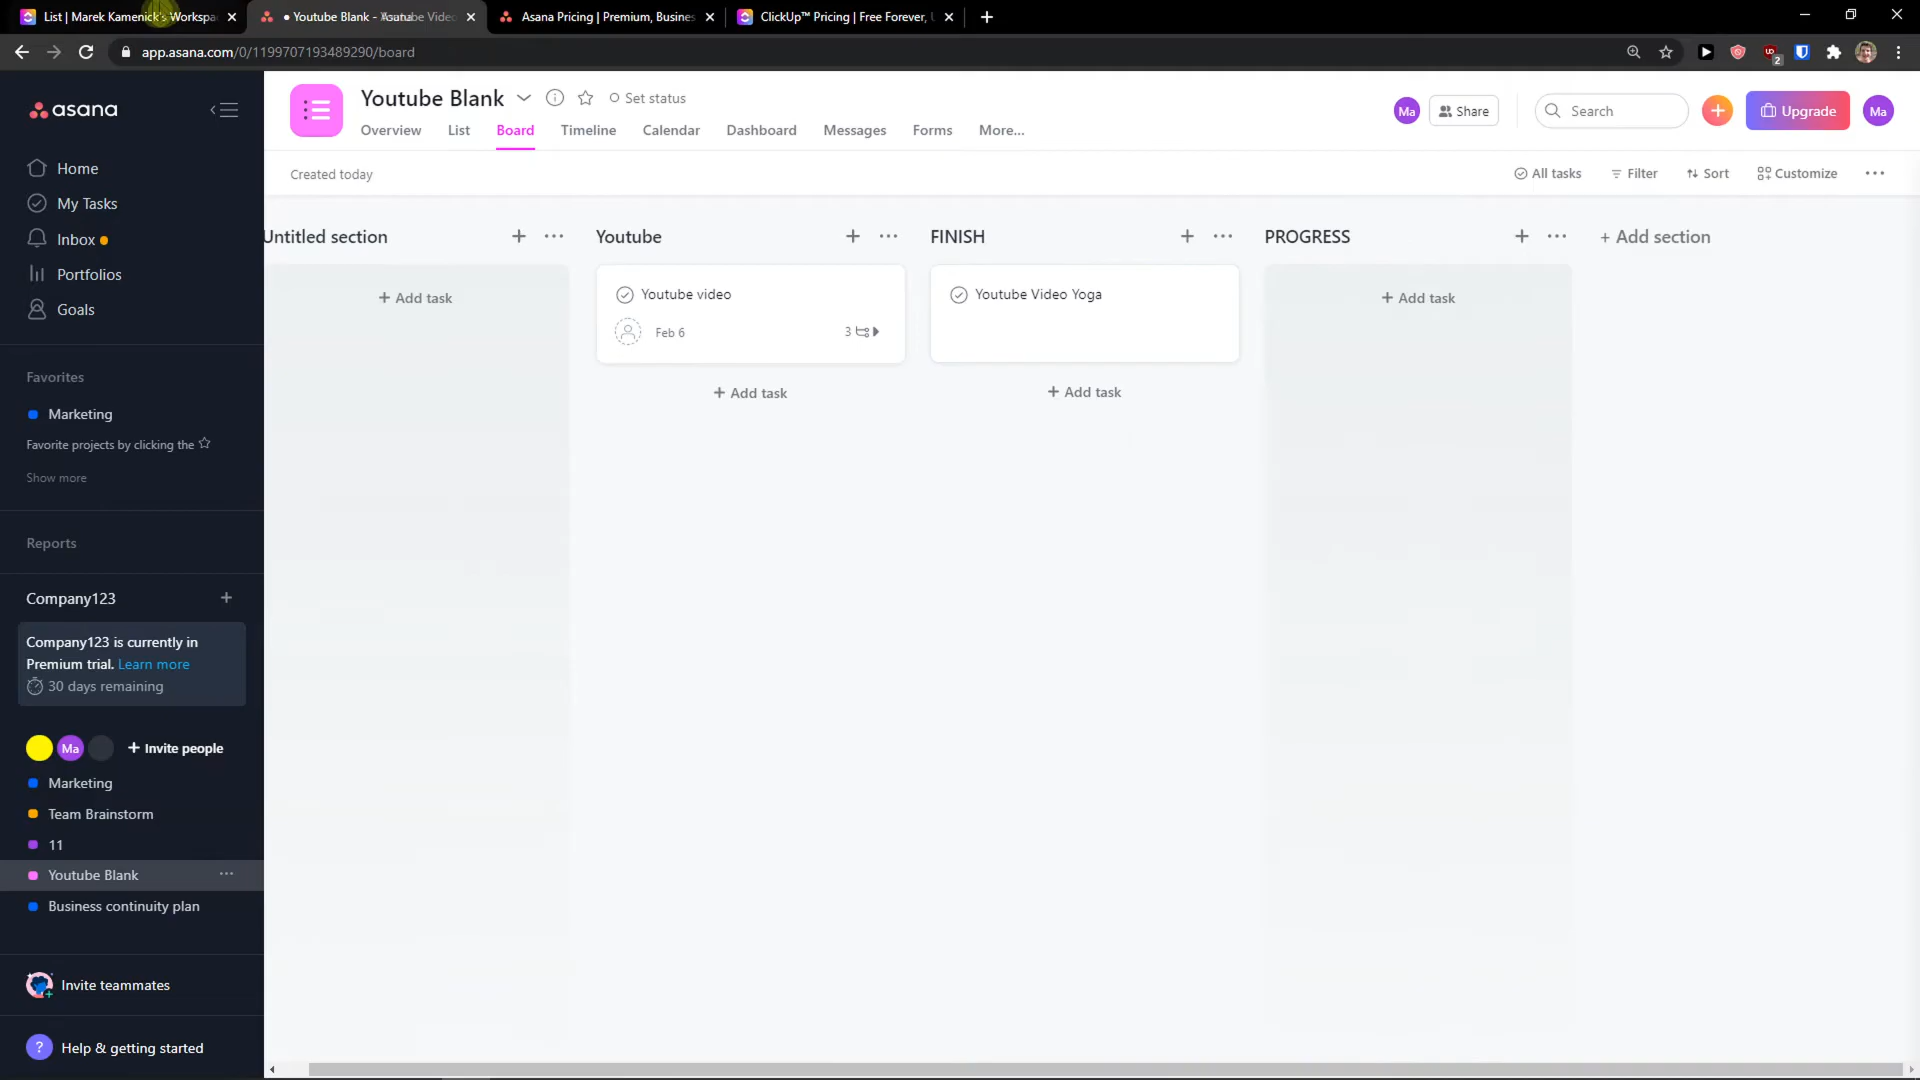 List | Marek Kamenick's Workspa
Youtube Blank - Asana
Asana Pricing | Premium, Busines
ClickUp™ Pricing | Free Forever,
app.asana.com/0/1199707193489290/board
2
asana
Home
My Tasks
Inbox
Portfolios
Goals
Favorites
Marketing
Favorite projects by clicking the
Show more
Reports
Company123
Company123 is currently in
Premium trial. Learn more
30 days remaining
Ma
Invite people
Marketing
Team Brainstorm
11
Youtube Blank
Business continuity plan
Invite teammates
? Help & getting started
Youtube Blank
Set status
Overview List Board Timeline Calendar Dashboard Messages Forms More...
Ma Share Search Upgrade Ma
Created today
All tasks Filter Sort Customize
Untitled section
+ Add task
Youtube
Youtube video
Feb 6
3
+ Add task
FINISH
Youtube Video Yoga
+ Add task
PROGRESS
+ Add task
+ Add section